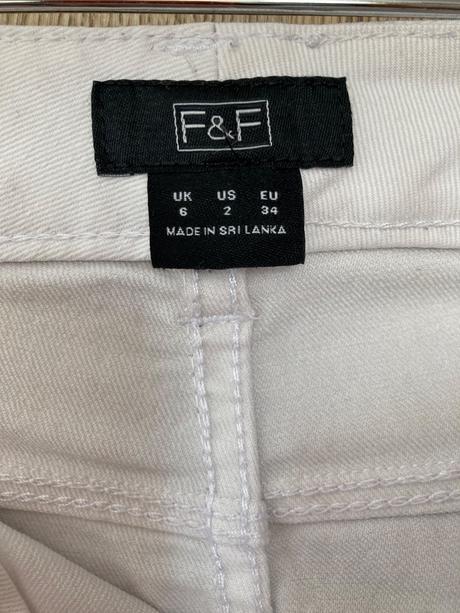 F&F
UK US EU
6 2 34
MADE IN SRI LANKA